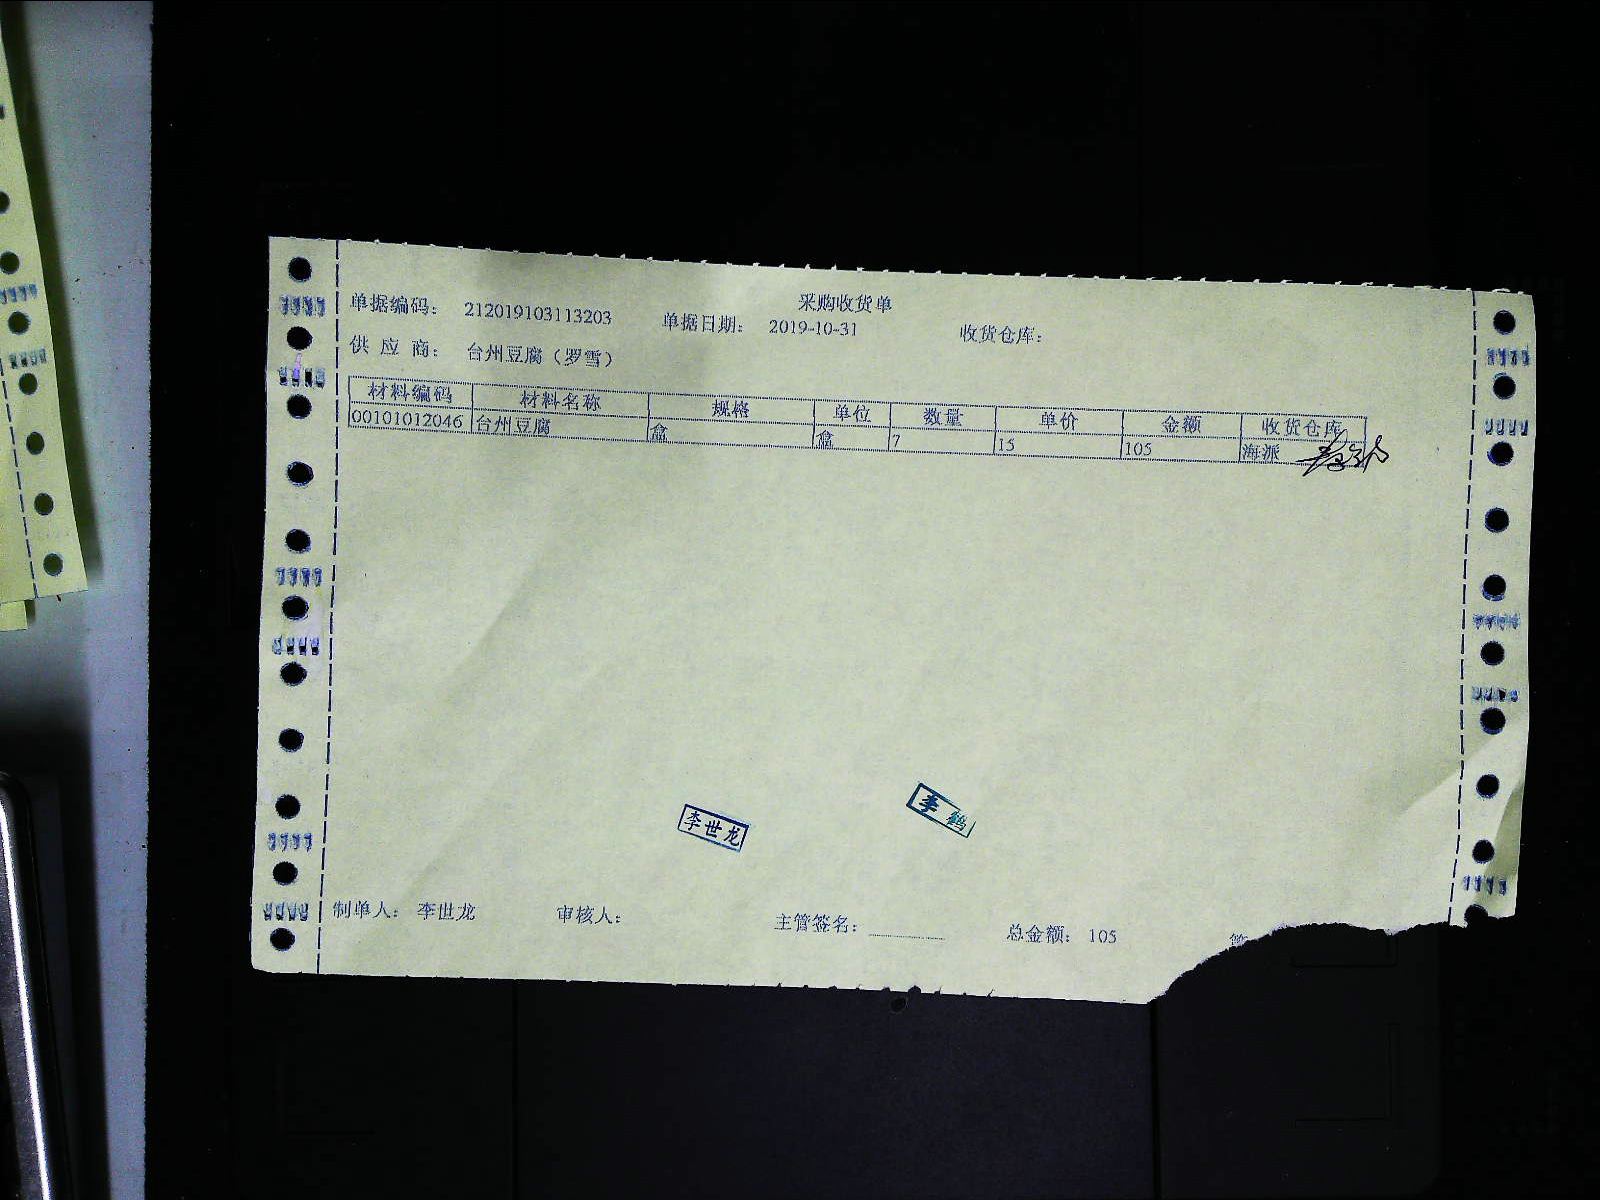 采购收货单
单据编码： 212019103113203 单据日期： 2019-10-31 收货仓库：
供 应 商： 台州豆腐（罗雪）
材料编码 材料名称 规格 单位 数量 单价 金额 收货仓库
00101012046 台州豆腐 盒 盒 7 15 105 海派
李世龙 李鹤
制单人： 李世龙 审核人： 主管签名： 总金额： 105